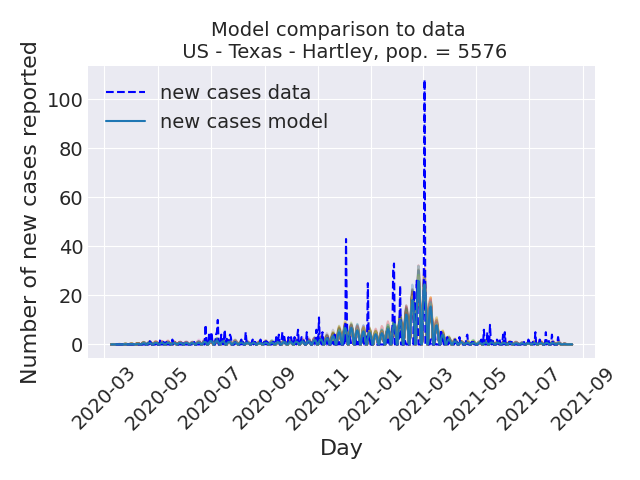 Model comparison to data
US - Texas - Hartley, pop. = 5576
Number of new cases reported
100
80
60
40
20
0
new cases data
new cases model
2020-03
2020-05
2020-07
2020-09
2020-11
2021-01
2021-03
2021-05
2021-07
2021-09
Day